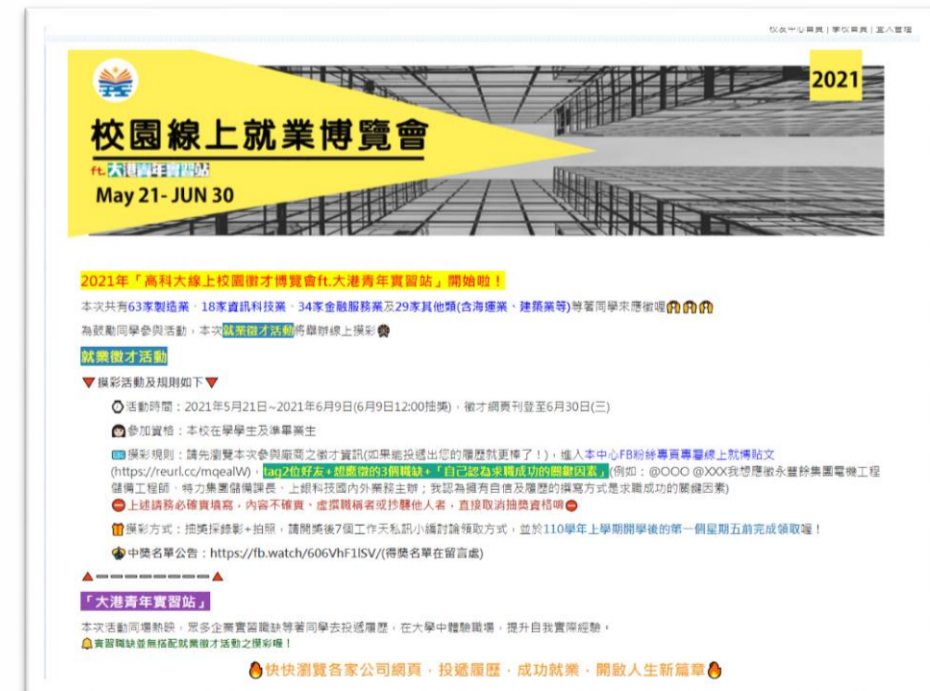 校友中心首頁 | 學校首頁 | 宜入管理
2021
校園線上就業博覽會
ft.大港青年實習站
May 21- JUN 30
2021年「高科大線上校園徵才博覽會ft.大港青年實習站」開始啦！
本次共有63家製造業、18家資訊科技業、34家金融服務業及29家其他類(含海運業、建築業等)等著同學來應徵喔
為鼓勵同學參與活動，本次就業徵才活動將舉辦線上摸彩
就業徵才活動
▼摸彩活動及規則如下▼
活動時間：2021年5月21日~2021年6月9日(6月9日12:00抽獎)，徵才網頁刊登至6月30日(三)
參加資格：本校在學學生及準畢業生
摸彩規則：請先瀏覽本次參與廠商之徵才資訊(如果能投遞出您的履歷就更棒了！)，進入本中心FB粉絲專頁專屬線上就博貼文
(https://reurl.cc/mqealW)，tag2位好友+想應徵的3個職缺+「自己認為求職成功的關鍵因素」(例如：@OOO @XXX我想應徵永豐餘集團電機工程
儲備工程師、特力集團儲備課長、上銀科技國內外業務主辦；我認為擁有自信及履歷的撰寫方式是求職成功的關鍵因素)
上述請務必確實填寫，內容不確實、虛撰職稱者或抄襲他人者，直接取消抽獎資格唷
摸彩方式：抽獎採錄影+拍照，請開獎後7個工作天私訊小編討論領取方式，並於110學年上學期開學後的第一個星期五前完成領取喔！
中獎名單公告：https://fb.watch/606VhF1lSV/(得獎名單在留言處)
▲－－－－－－－－－▲
「大港青年實習站」
本次活動同場熱映，眾多企業實習職缺等著同學去投遞履歷，在大學中體驗職場，提升自我實際經驗。
實習職缺並無搭配就業徵才活動之摸彩喔！
快快瀏覽各家公司網頁，投遞履歷，成功就業，開啟人生新篇章